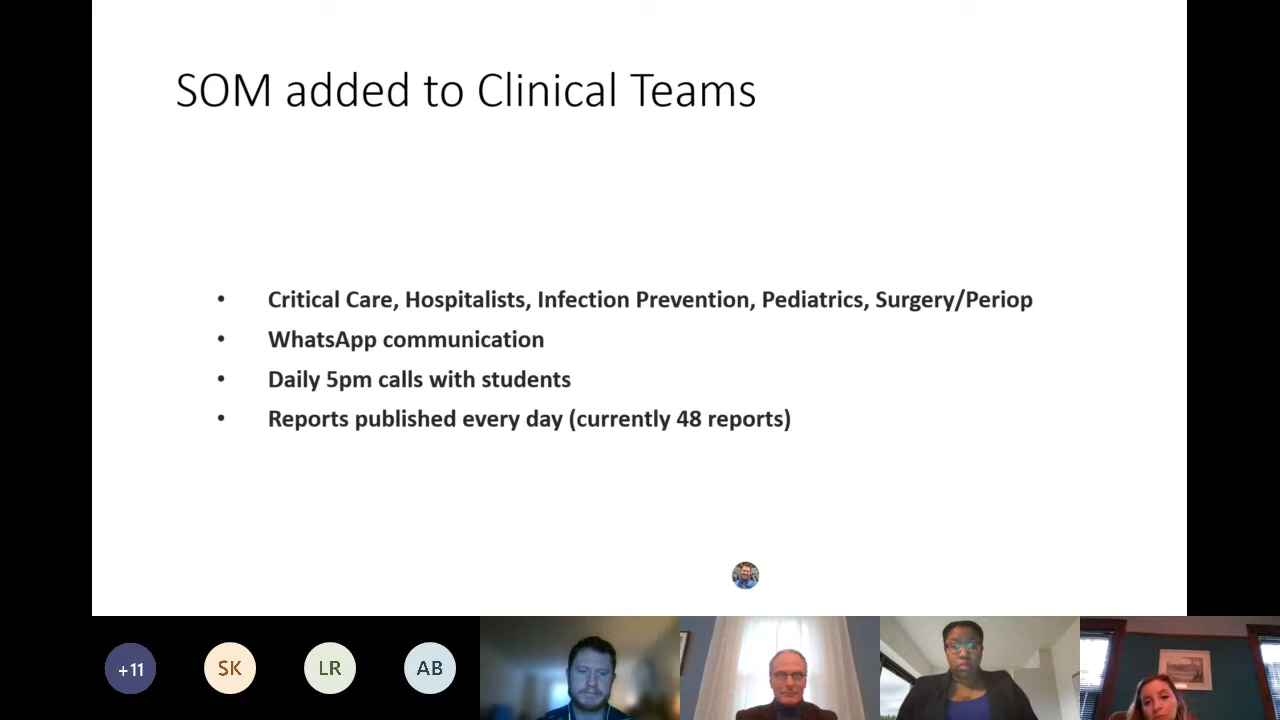 SOM added to Clinical Teams
• Critical Care, Hospitalists, Infection Prevention, Pediatrics, Surgery/Periop
• WhatsApp communication
• Daily 5pm calls with students
• Reports published every day (currently 48 reports)
+11 SK LR AB